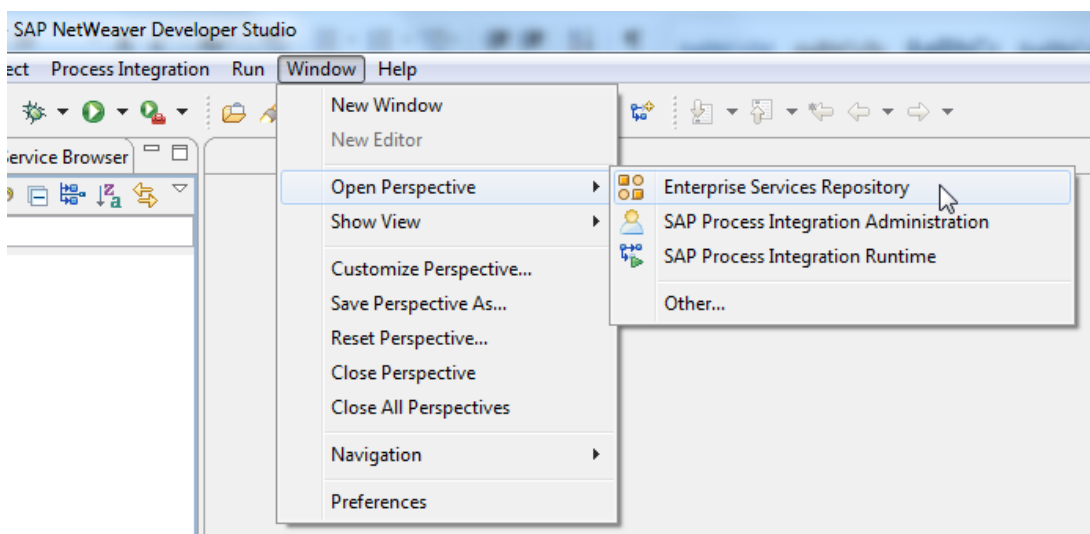 SAP NetWeaver Developer Studio
ect Process Integration Run Window Help
ervice Browser
New Window
New Editor
Open Perspective
Show View
Customize Perspective...
Save Perspective As...
Reset Perspective...
Close Perspective
Close All Perspectives
Navigation
Preferences
Enterprise Services Repository
SAP Process Integration Administration
SAP Process Integration Runtime
Other...